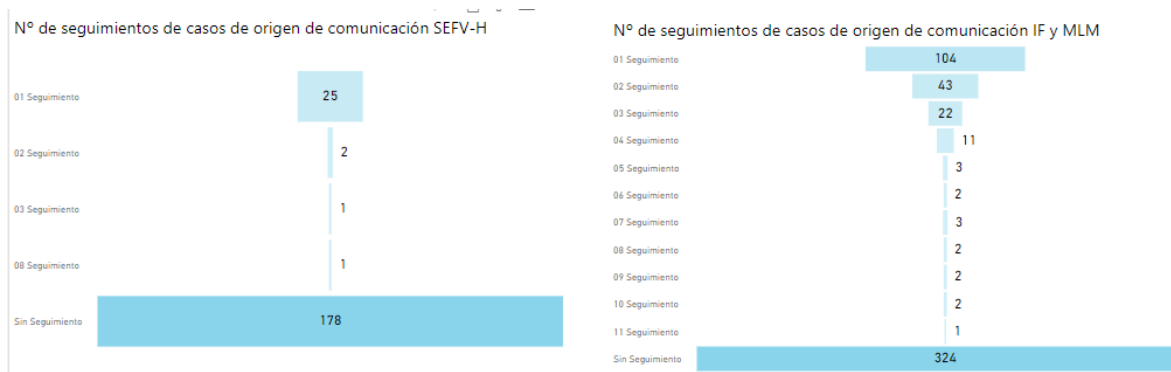 Nº de seguimientos de casos de origen de comunicación SEFV-H
01 Seguimiento
25
02 Seguimiento
2
03 Seguimiento
1
08 Seguimiento
1
Sin Seguimiento
178
Nº de seguimientos de casos de origen de comunicación IF y MLM
01 Seguimiento
104
02 Seguimiento
43
03 Seguimiento
22
04 Seguimiento
11
05 Seguimiento
3
06 Seguimiento
2
07 Seguimiento
3
08 Seguimiento
2
09 Seguimiento
2
10 Seguimiento
2
11 Seguimiento
1
Sin Seguimiento
324